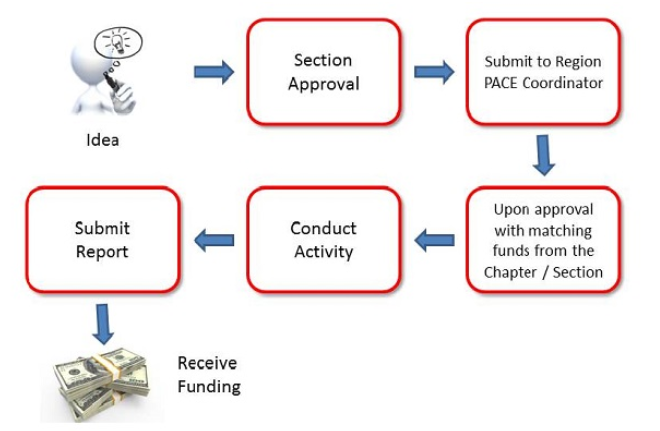 Idea
Section
Approval
Submit to Region
PACE Coordinator
Upon approval
with matching
funds from the
Chapter / Section
Conduct
Activity
Submit
Report
Receive
Funding